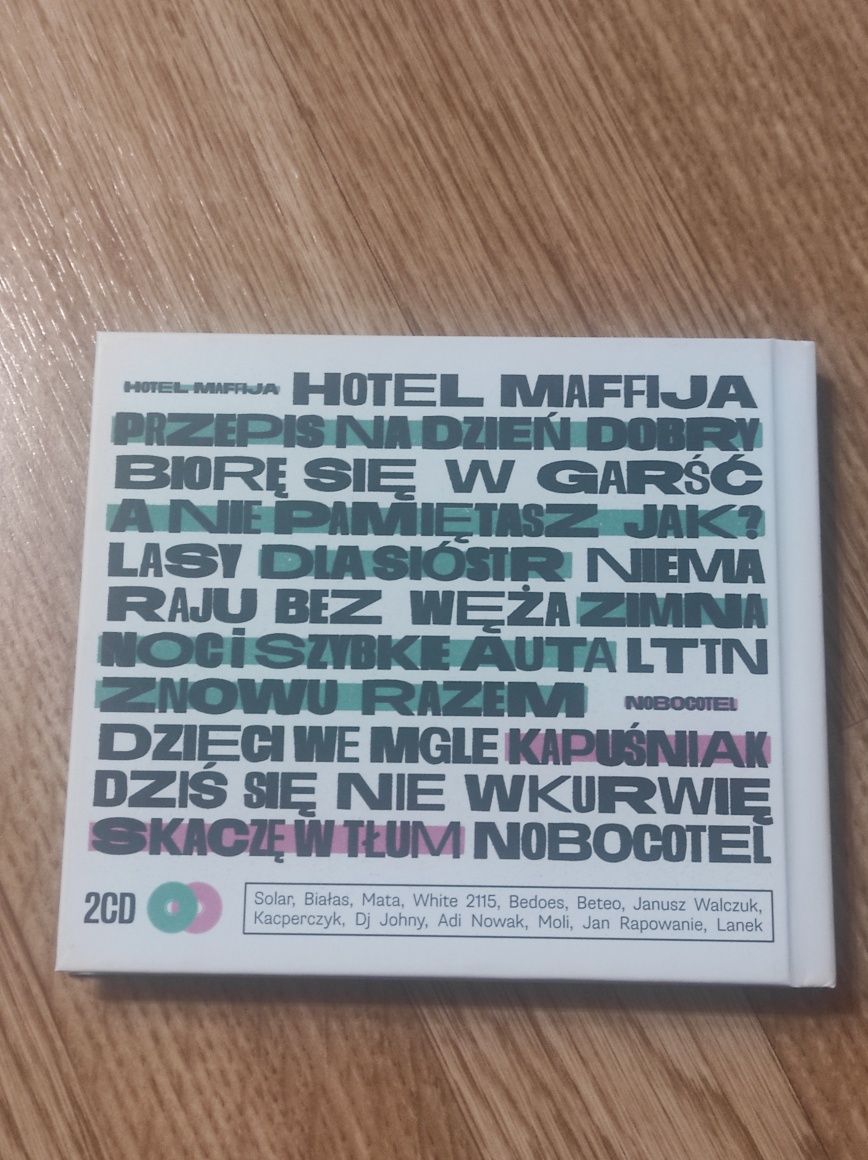 HOTEL MAFFIJA HOTEL MAFFIJA
PRZEPIS NA DZIEŃ DOBRY
BIORĘ SIĘ W GARŚĆ
A NIE PAMIĘTASZ JAK?
LASY DLA SIÓSTR NIEMA
RAJU BEZ WĘŻA ZIMNA
NOC i SZYBKE AUTA LTTN
ZNOWU RAZEM NOBOCOTEL
DZIECI WE MGLE KAPUŚNIAK
DZIŚ SIĘ NIE WKURWIĘ
SKACZĘ W TŁUM NOBOCOTEL
2CD
Solar, Białas, Mata, White 2115, Bedoes, Beteo, Janusz Walczuk,
Kacperczyk, Dj Johny, Adi Nowak, Moli, Jan Rapowanie, Lanek